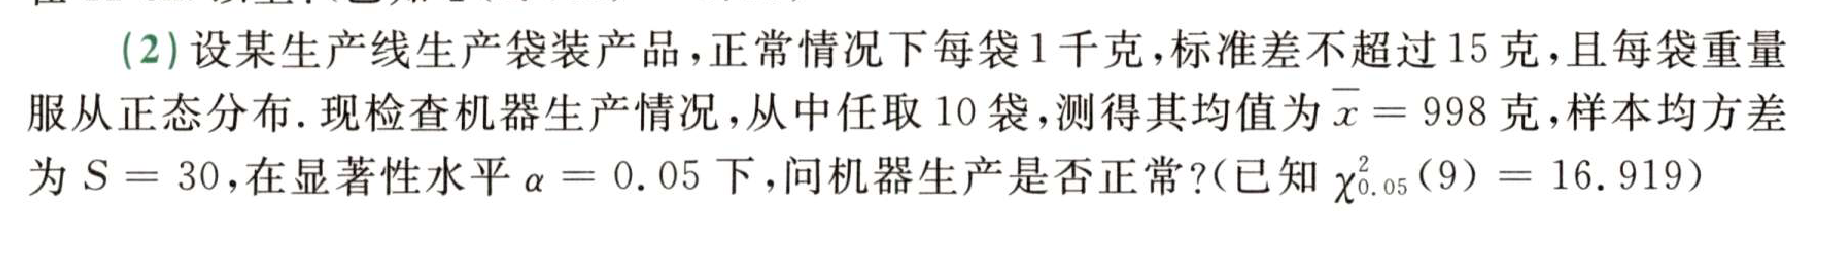 (2) 设某生产线生产袋装产品,正常情况下每袋1千克,标准差不超过15克,且每袋重量
服从正态分布. 现检查机器生产情况,从中任取10袋,测得其均值为 x̄ = 998 克,样本均方差
为 S = 30,在显著性水平 α = 0.05 下,问机器生产是否正常?(已知 χ²₀.₀₅(9) = 16.919)